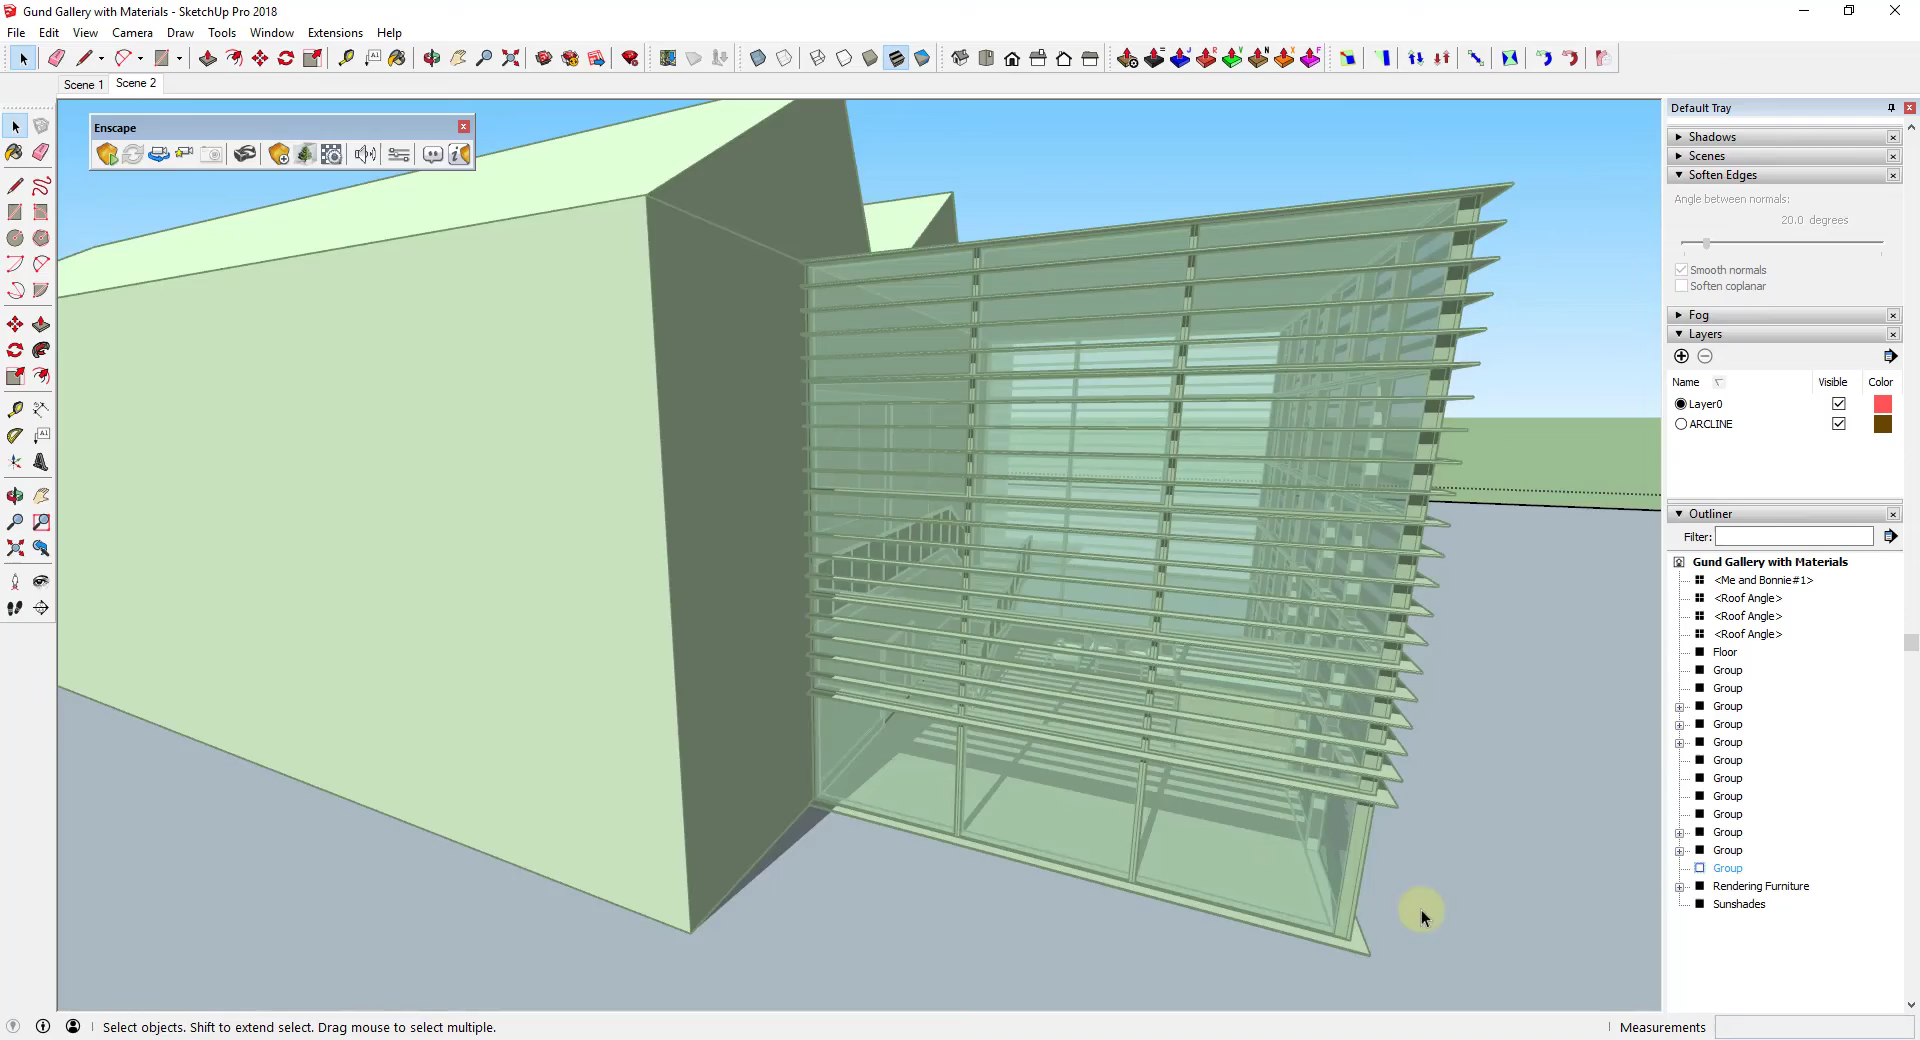 Gund Gallery with Materials - SketchUp Pro 2018
File Edit View Camera Draw Tools Window Extensions Help
Scene 1 Scene 2
Enscape
Default Tray
Shadows
Scenes
Soften Edges
Angle between normals:
20.0 degrees
Smooth normals
Soften coplanar
Fog
Layers
Name Visible Color
Layer0
ARCLINE
Outliner
Filter:
Gund Gallery with Materials
<Me and Bonnie#1>
<Roof Angle>
<Roof Angle>
<Roof Angle>
Floor
Group
Group
Group
Group
Group
Group
Group
Group
Group
Group
Group
Group
Rendering Furniture
Sunshades
Select objects. Shift to extend select. Drag mouse to select multiple.
Measurements